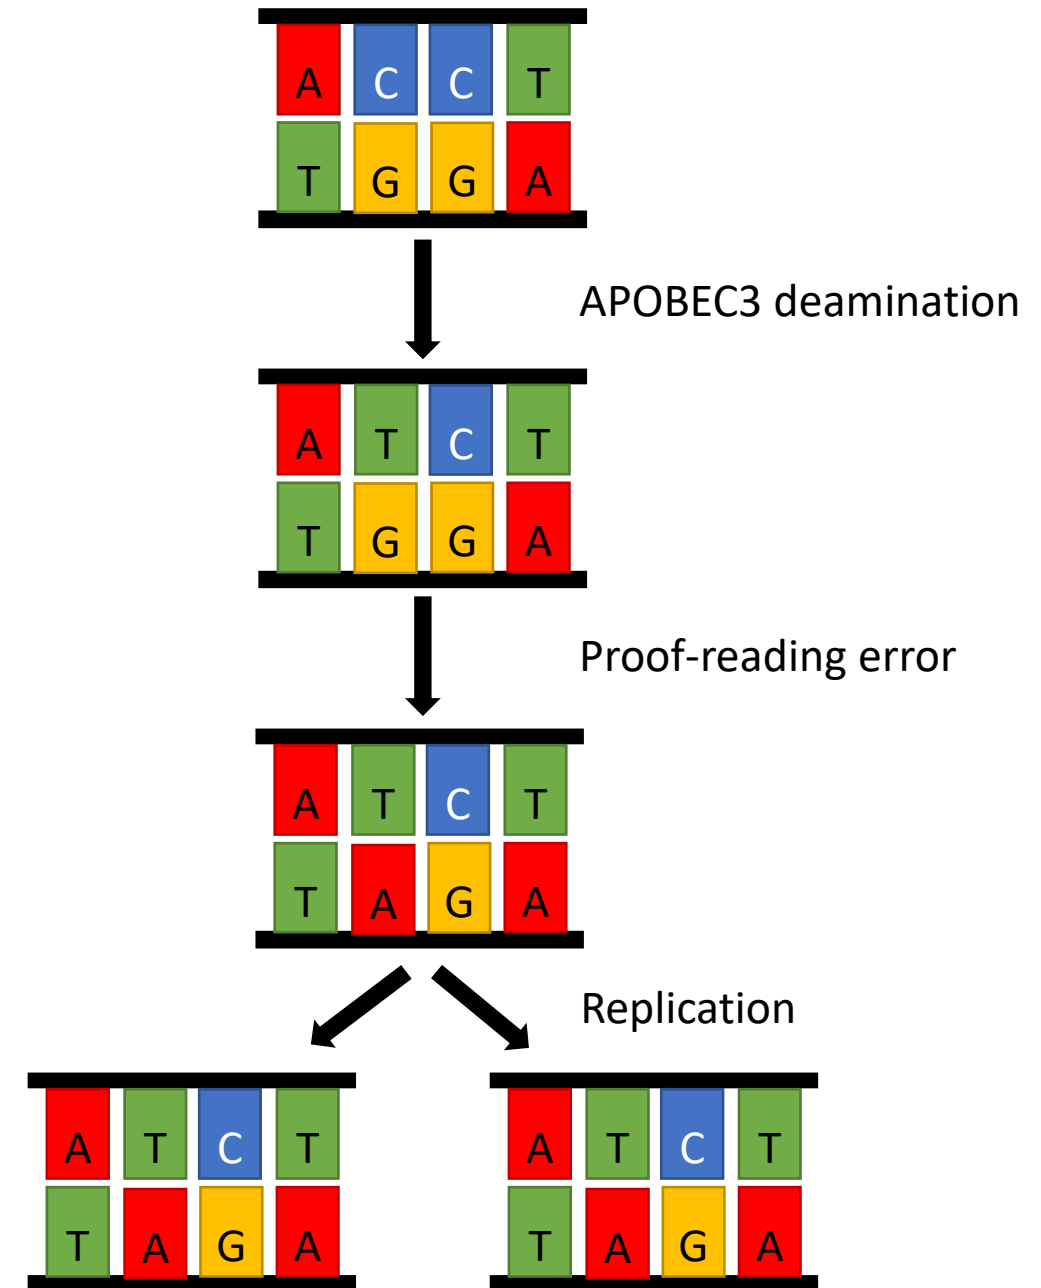 A C C T
T G G A
APOBEC3 deamination
A T C T
T G G A
Proof-reading error
A T C T
T A G A
Replication
A T C T A T C T
T A G A T A G A